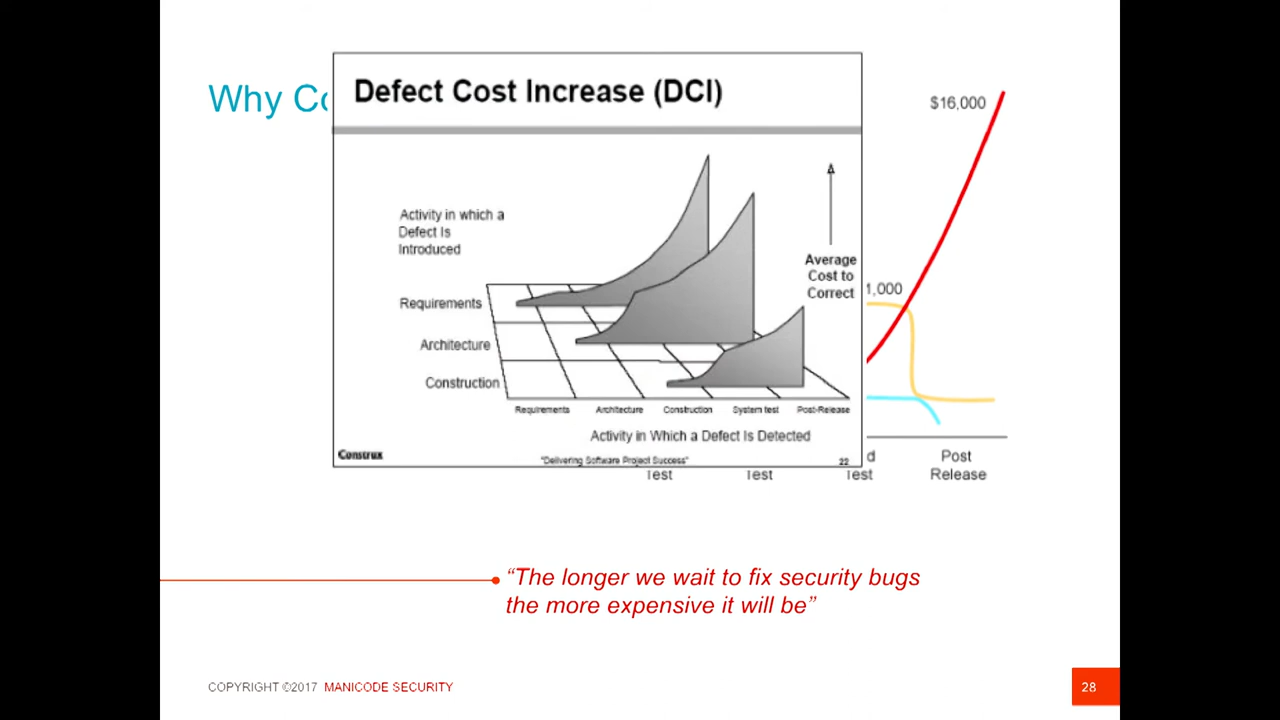 Why Co
Defect Cost Increase (DCI)
$16,000
Activity in which a
Defect Is
Introduced
Average
Cost to
Correct
1,000
Requirements
Architecture
Construction
Requirements Architecture Construction System test Post-Release
Activity in Which a Defect Is Detected
Construx
"Delivering Software Project Success"
22
d
Post
Release
Test
Test
Test
“The longer we wait to fix security bugs
the more expensive it will be”
COPYRIGHT ©2017 MANICODE SECURITY
28